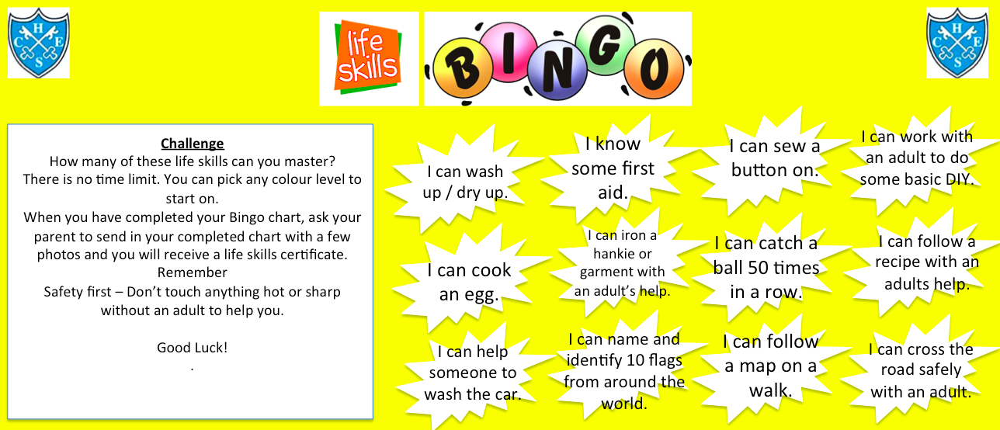 H
C E
S
life
skills
BINGO
H
C E
S
Challenge
How many of these life skills can you master?
There is no time limit. You can pick any colour level to
start on.
When you have completed your Bingo chart, ask your
parent to send in your completed chart with a few
photos and you will receive a life skills certificate.
Remember
Safety first – Don’t touch anything hot or sharp
without an adult to help you.
Good Luck!
.
I can wash
up / dry up.
I know
some first
aid.
I can sew a
button on.
I can work with
an adult to do
some basic DIY.
I can cook
an egg.
I can iron a
hankie or
garment with
an adult’s help.
I can catch a
ball 50 times
in a row.
I can follow a
recipe with an
adults help.
I can help
someone to
wash the car.
I can name and
identify 10 flags
from around the
world.
I can follow
a map on a
walk.
I can cross the
road safely
with an adult.